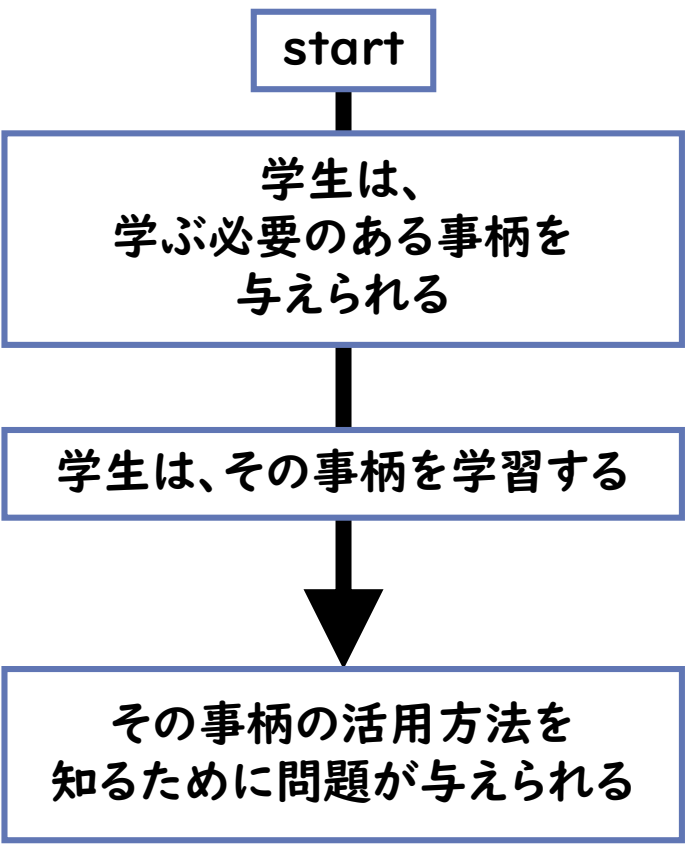 start
学生は、
学ぶ必要のある事柄を
与えられる
学生は、その事柄を学習する
その事柄の活用方法を
知るために問題が与えられる